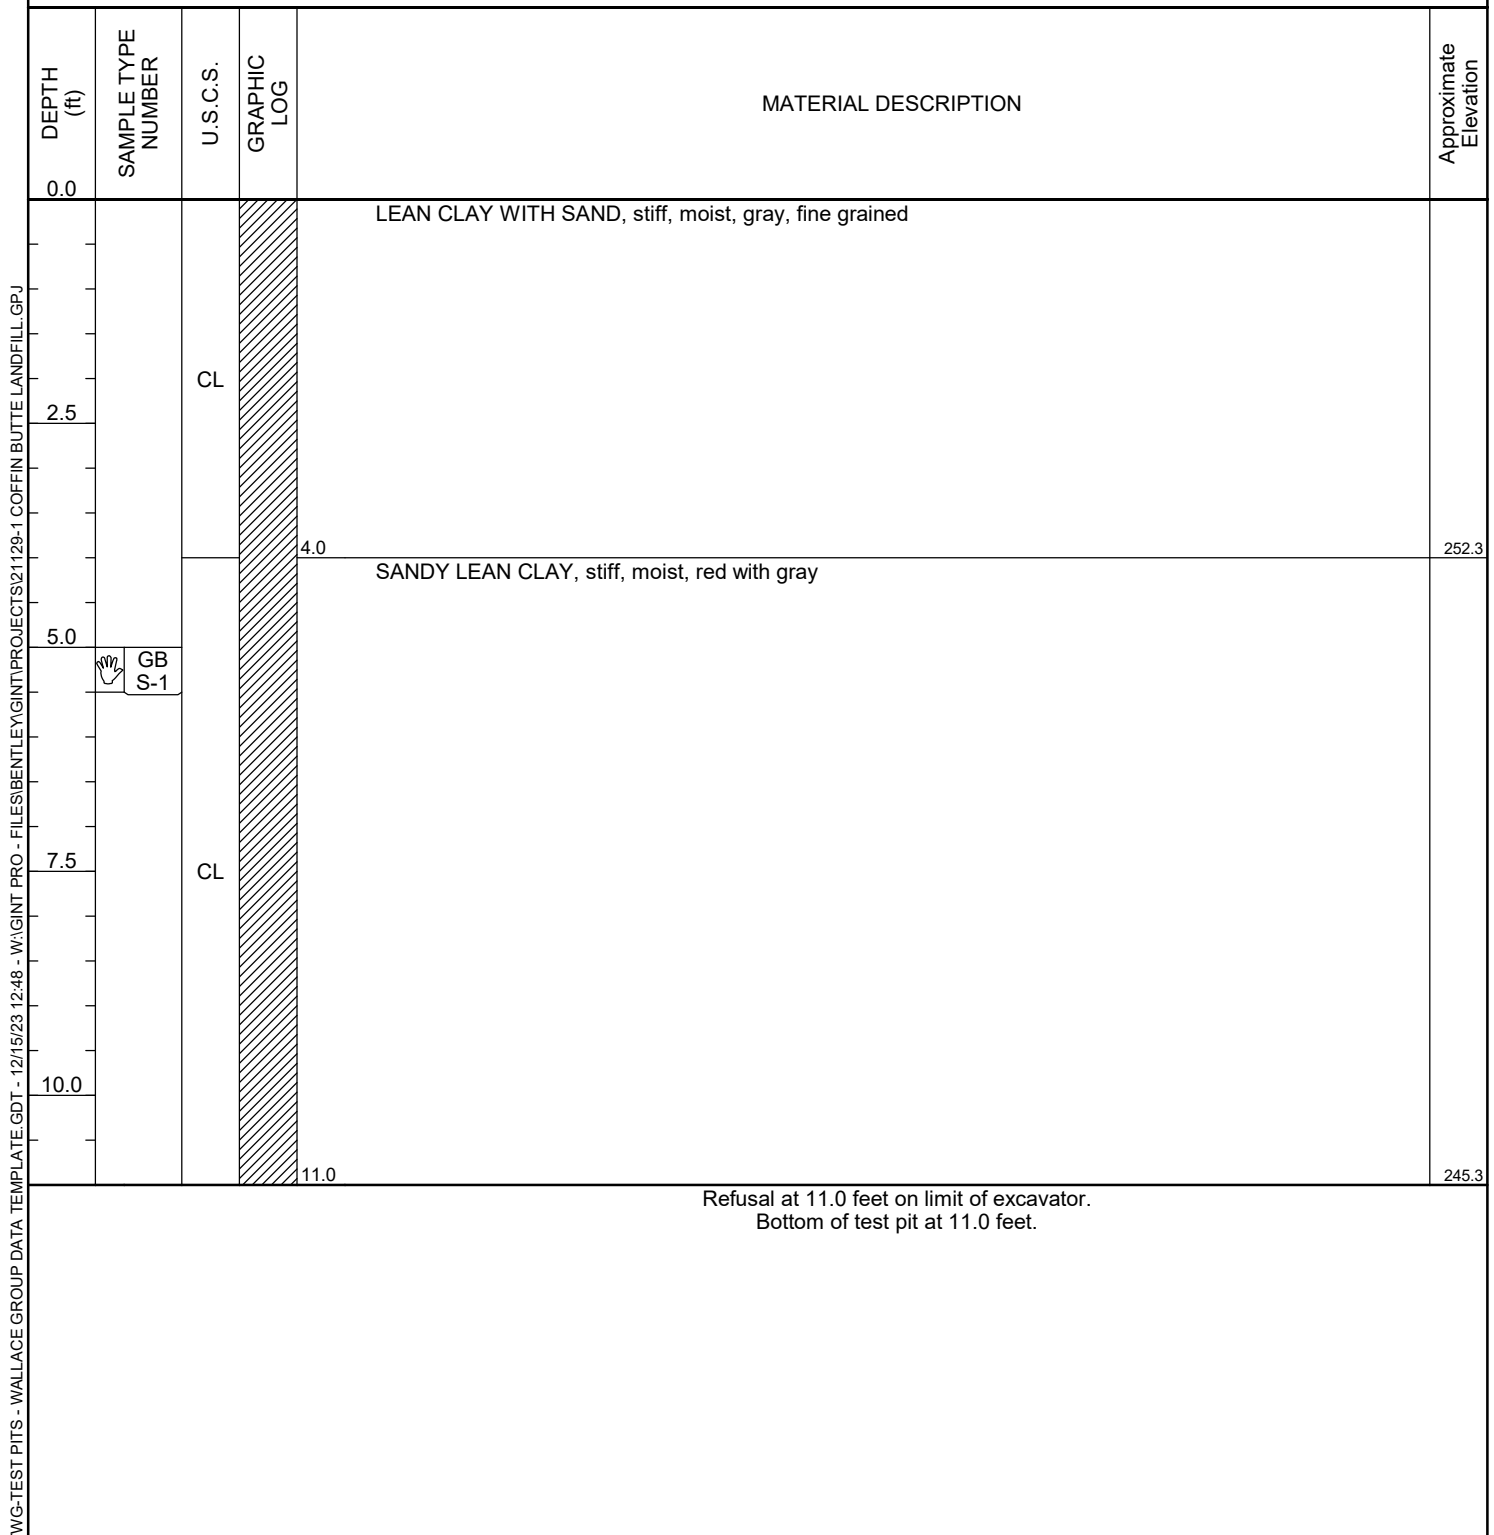 DEPTH
(ft)
SAMPLE TYPE
NUMBER
U.S.C.S.
GRAPHIC
LOG
MATERIAL DESCRIPTION
Approximate
Elevation
0.0
LEAN CLAY WITH SAND, stiff, moist, gray, fine grained
CL
2.5
4.0
252.3
SANDY LEAN CLAY, stiff, moist, red with gray
5.0
GB
S-1
7.5
CL
10.0
11.0
245.3
Refusal at 11.0 feet on limit of excavator.
Bottom of test pit at 11.0 feet.
WG-TEST PITS - WALLACE GROUP DATA TEMPLATE.GDT - 12/15/23 12:48 - W:\GINT PRO - FILES\BENTLEY\GINT\PROJECTS\21129-1 COFFIN BUTTE LANDFILL.GPJ